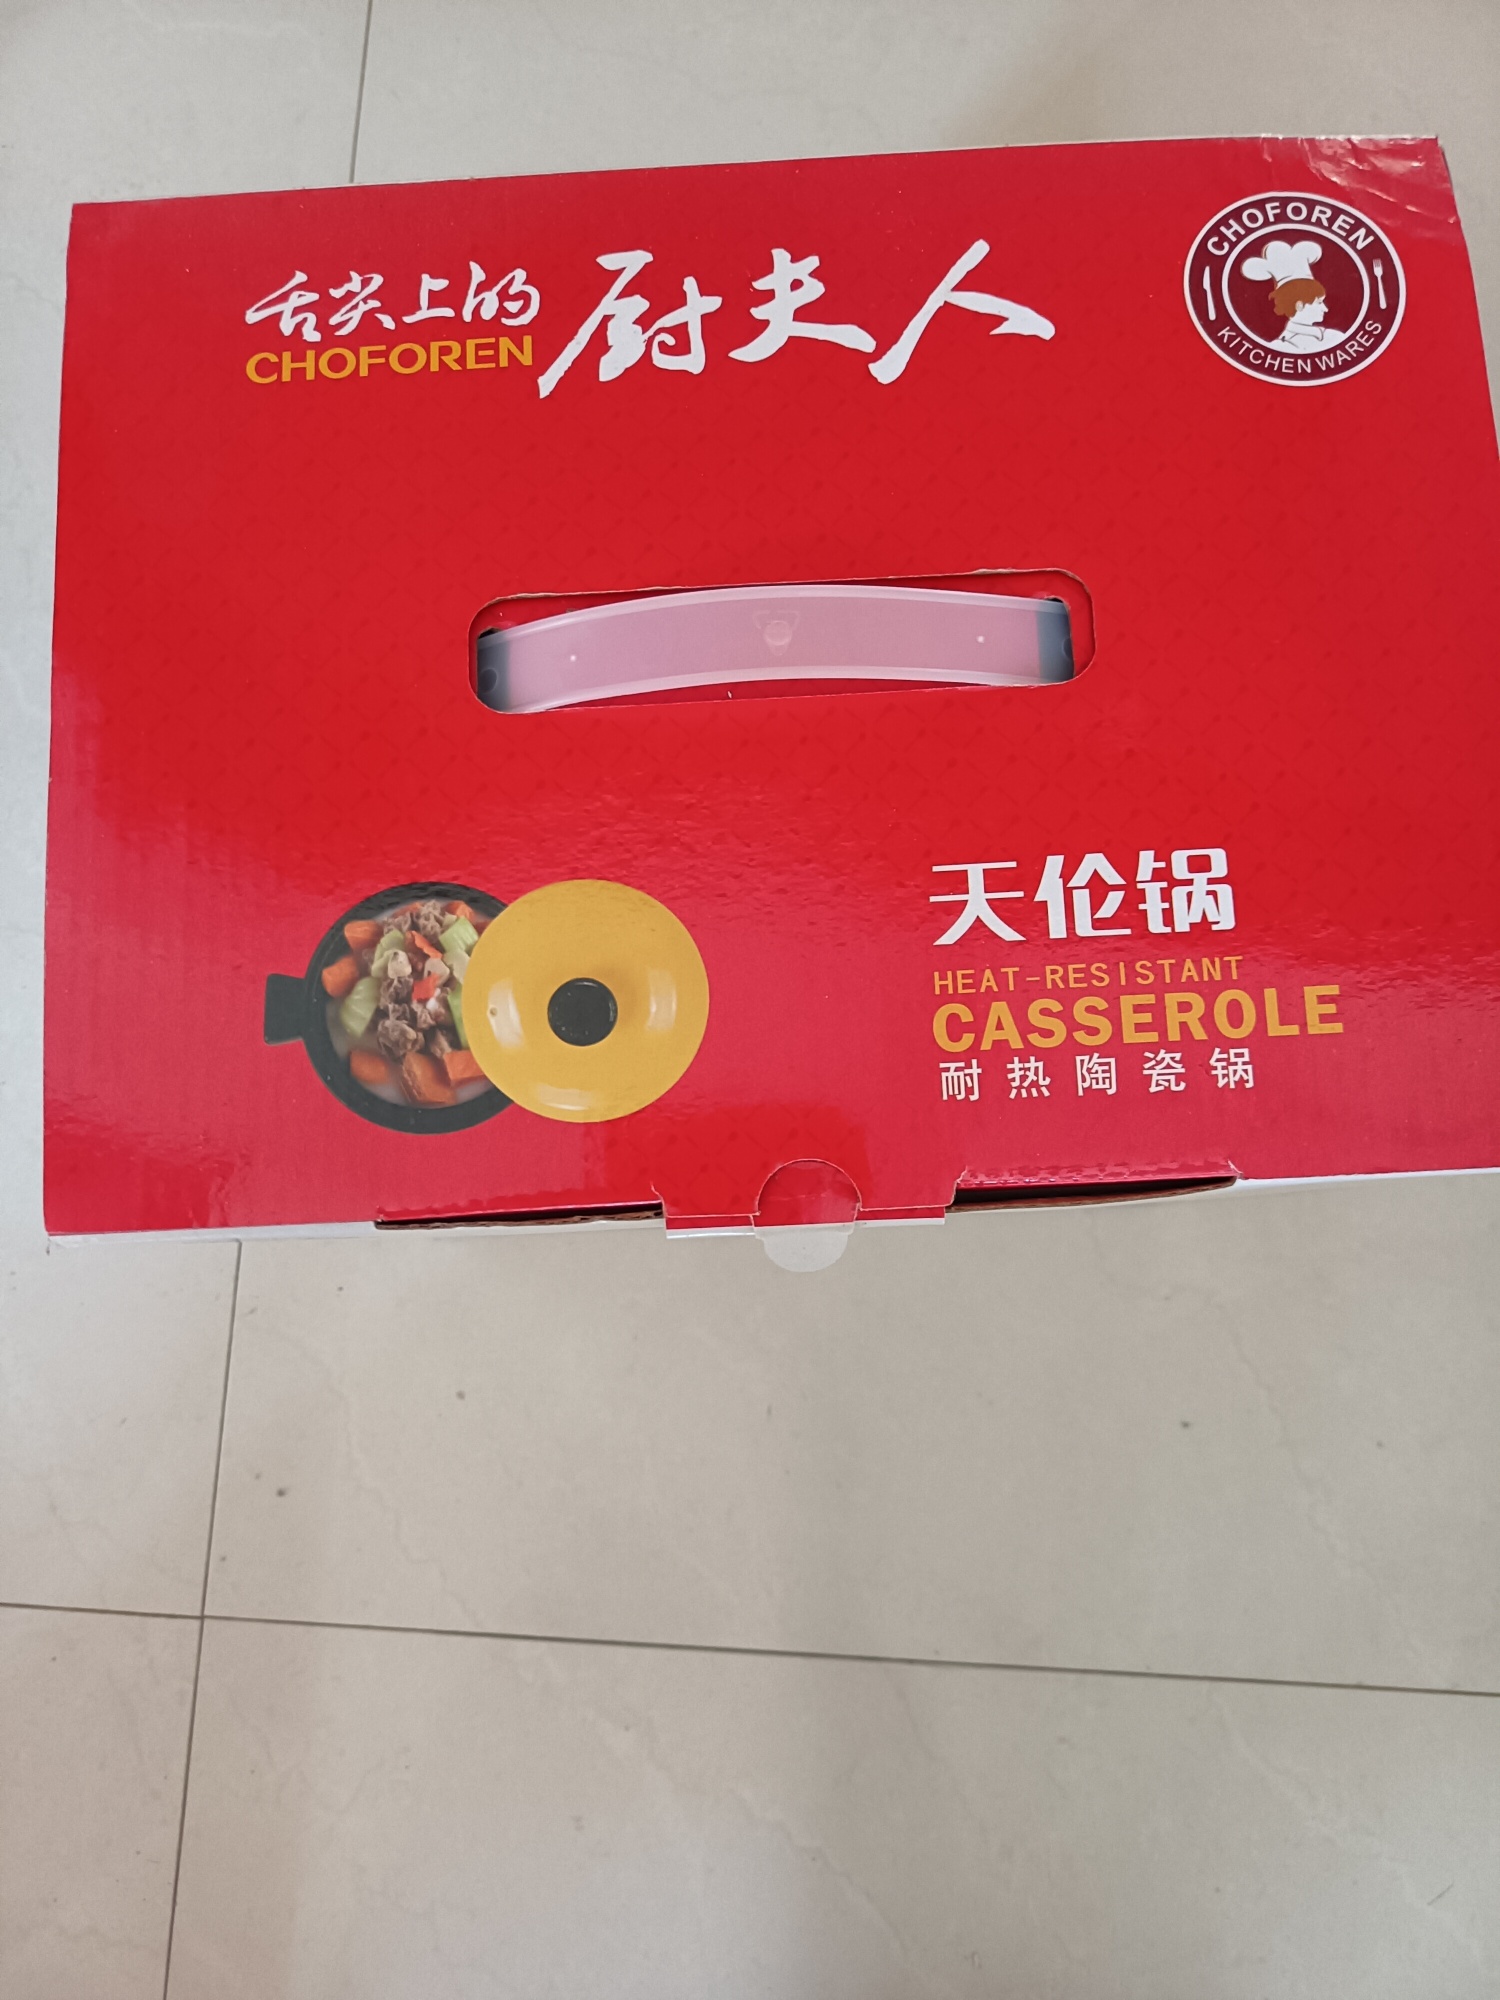 舌尖上的
厨夫人
CHOFOREN
CHOFOREN
KITCHEN WARES
天伦锅
HEAT-RESISTANT
CASSEROLE
耐热陶瓷锅